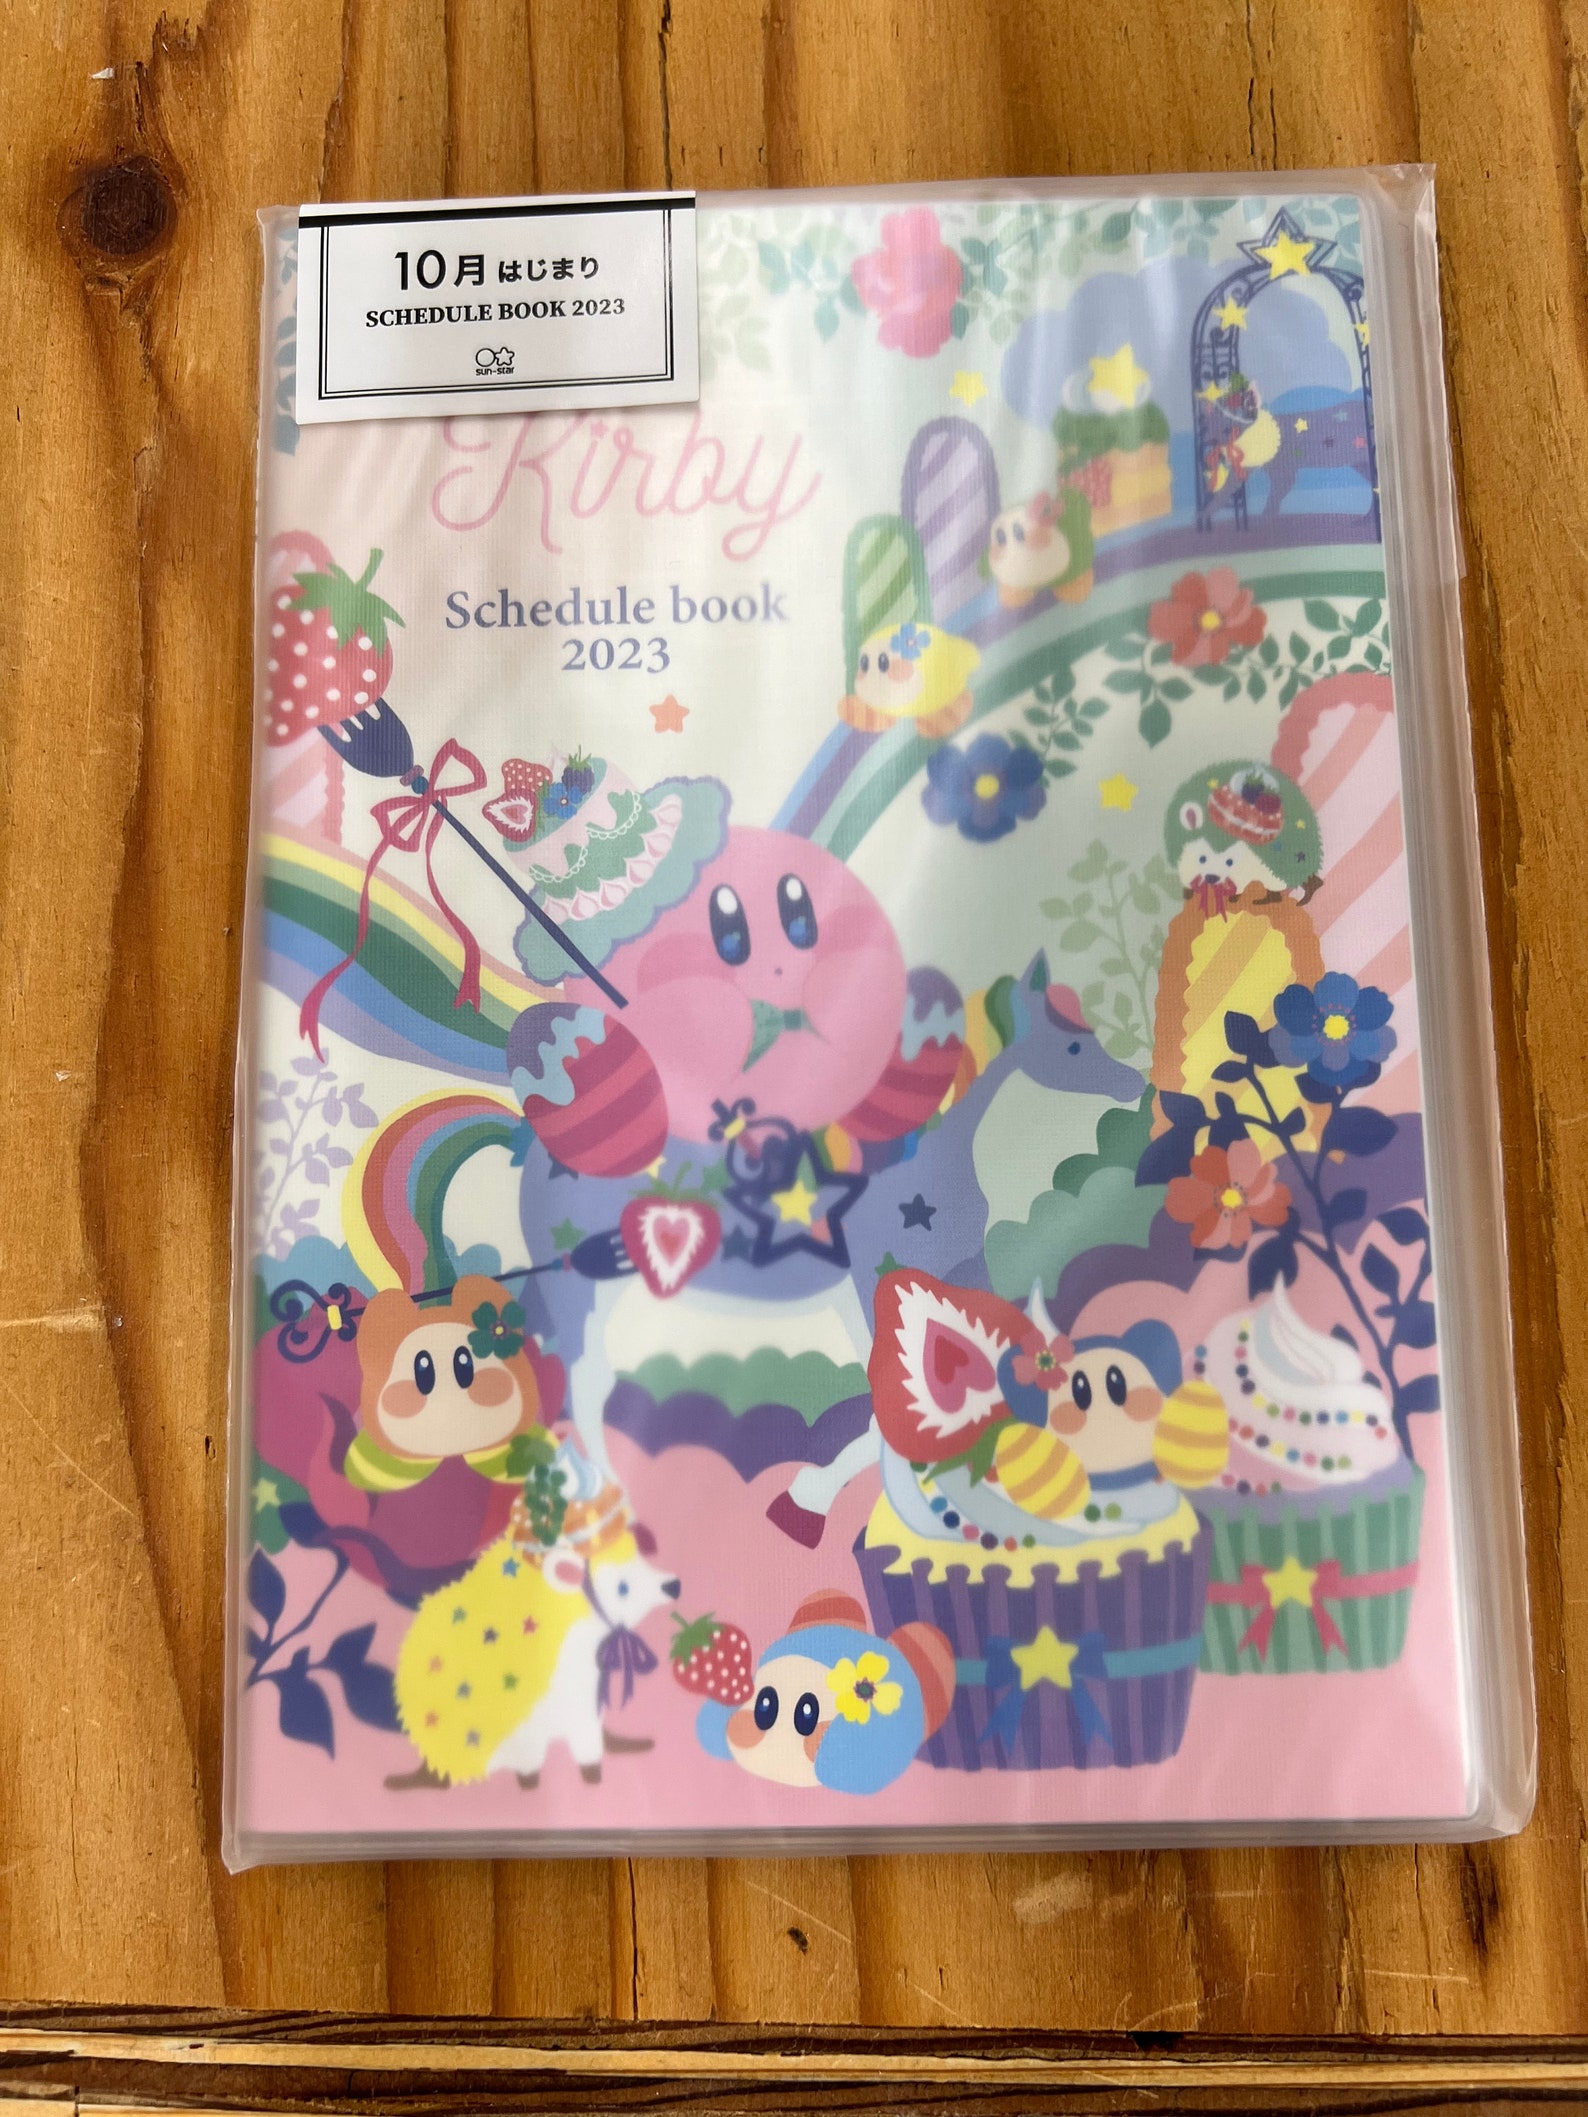 10月 はじまり
SCHEDULE BOOK 2023
sun-star
Kirby
Schedule book
2023